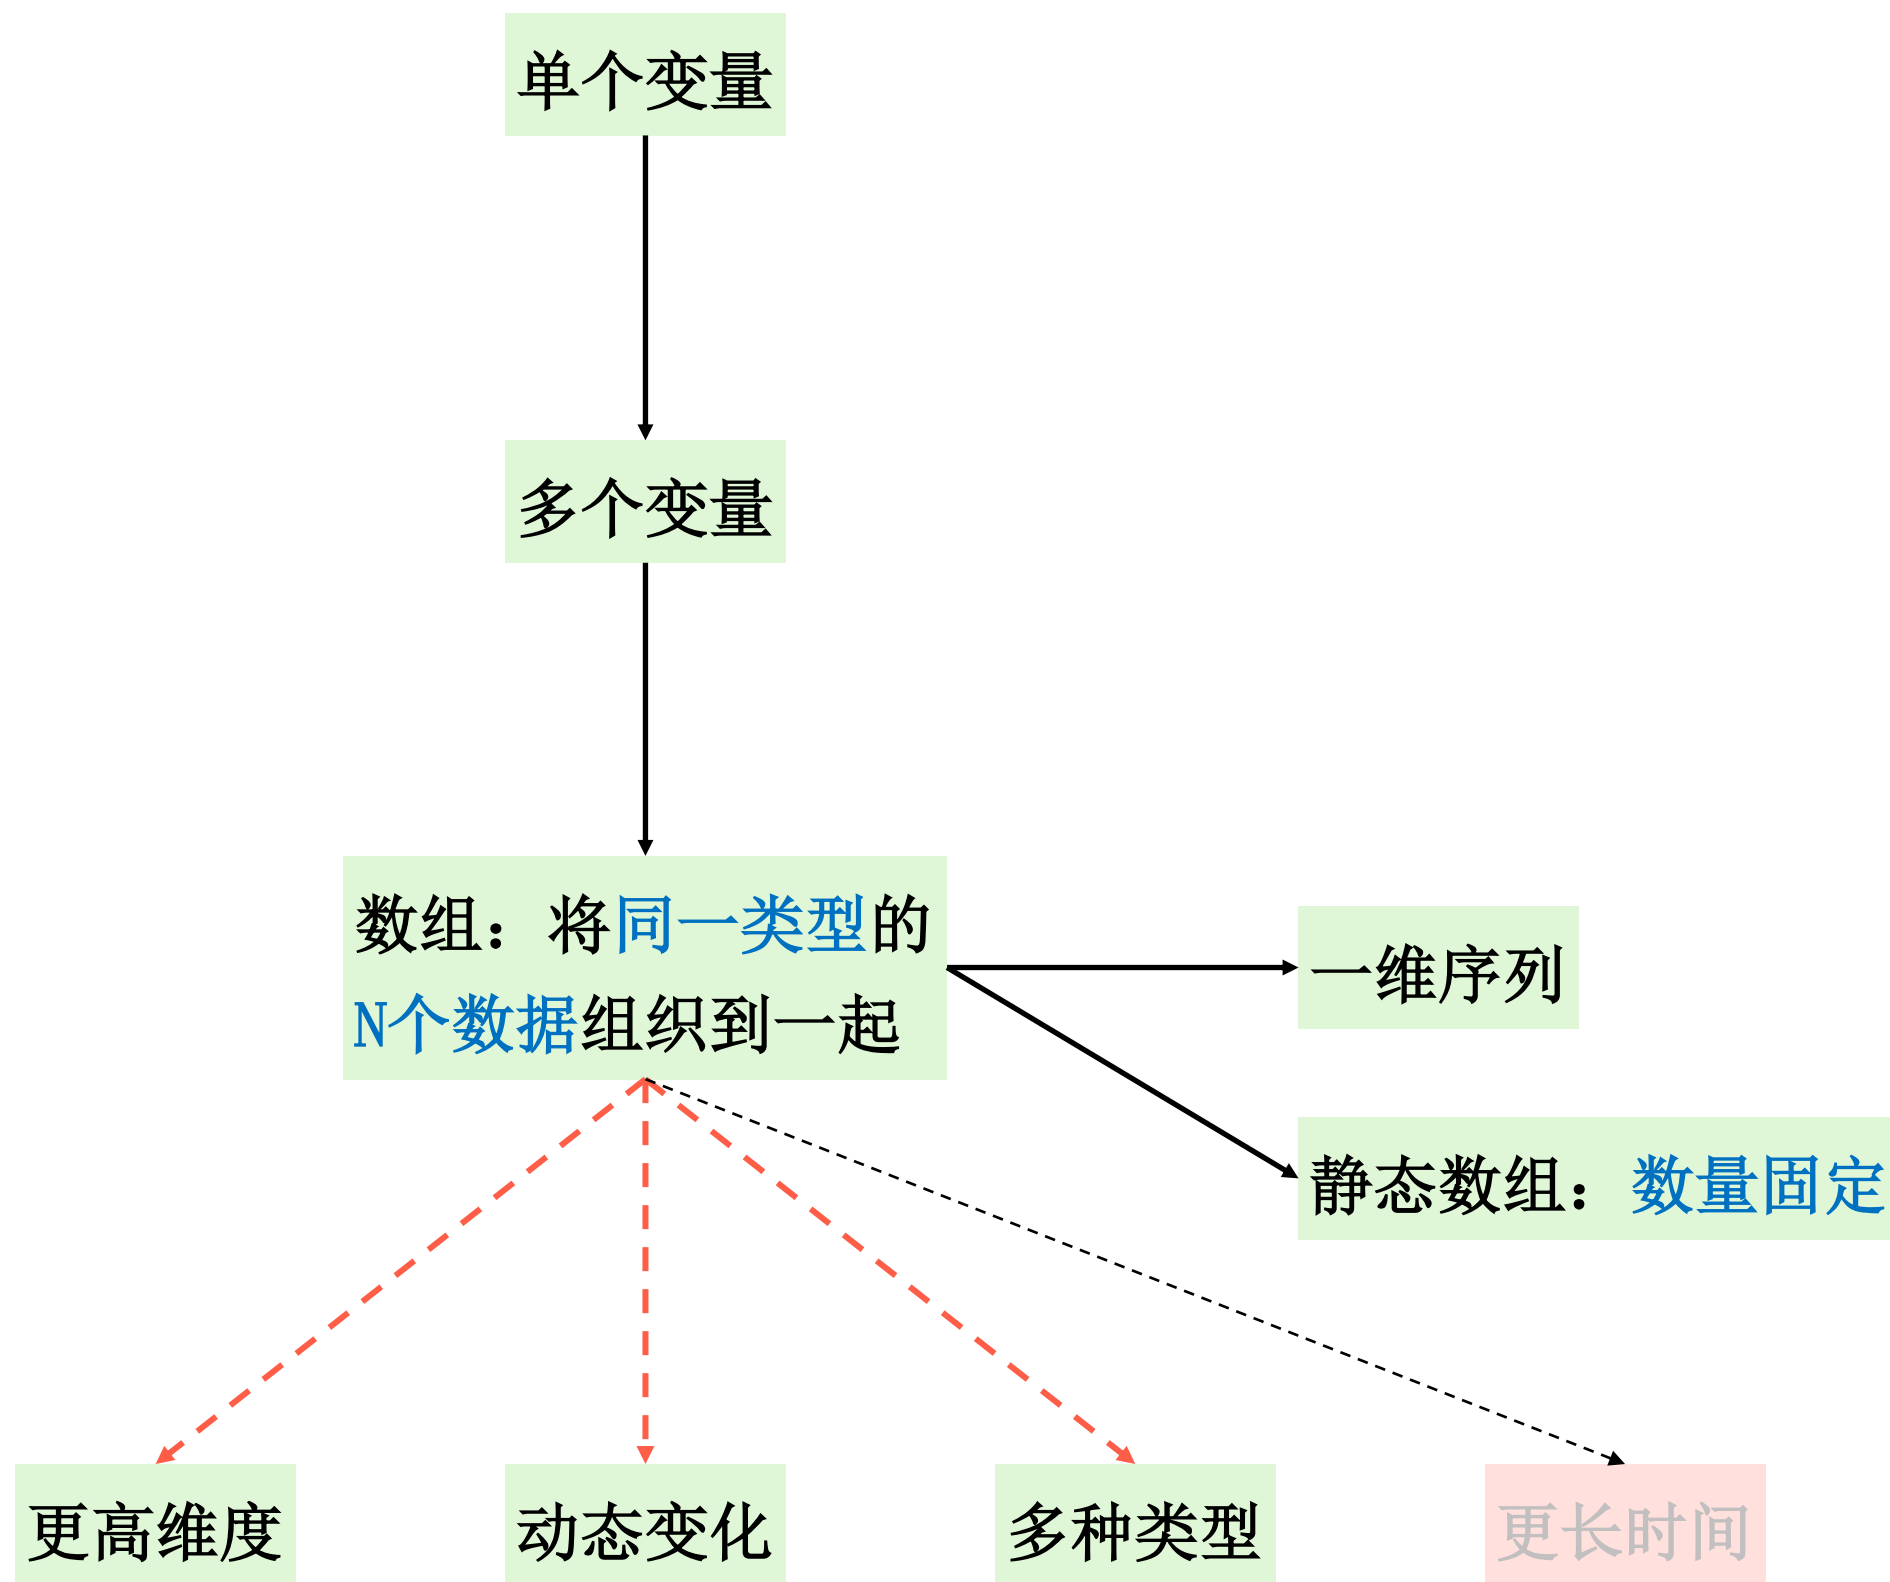 单个变量
多个变量
数组：将同一类型的
N个数据组织到一起
一维序列
静态数组：数量固定
更高维度
动态变化
多种类型
更长时间